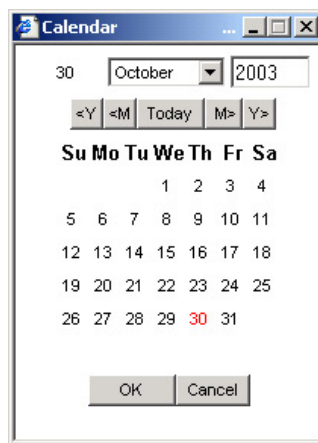 Calendar ...
30 October 2003
<Y <M Today M> Y>
Su Mo Tu We Th Fr Sa
1 2 3 4
5 6 7 8 9 10 11
12 13 14 15 16 17 18
19 20 21 22 23 24 25
26 27 28 29 30 31
OK Cancel